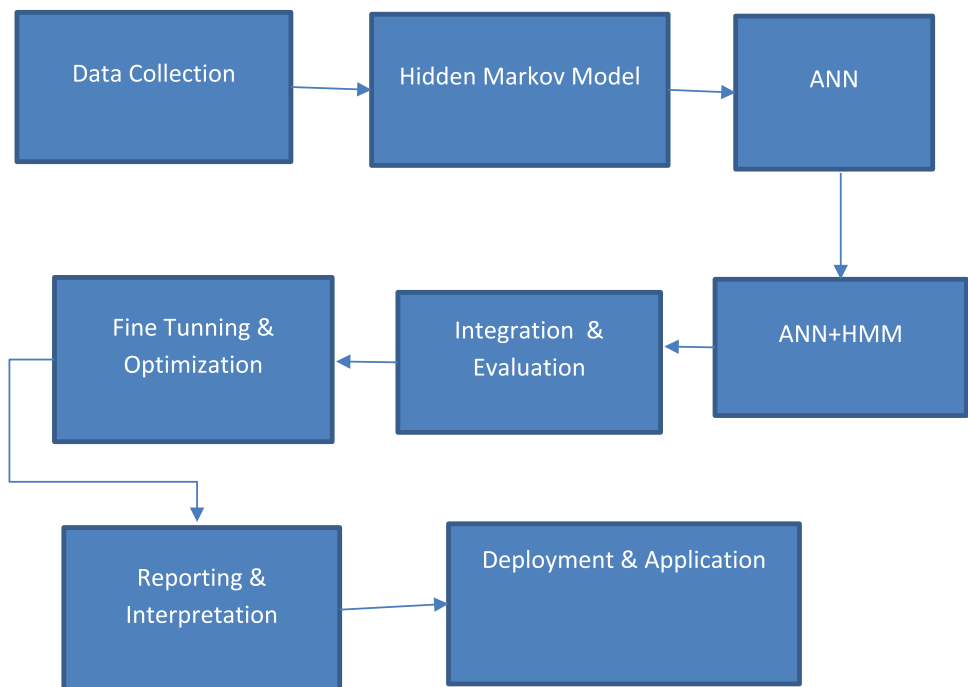 Data Collection
Hidden Markov Model
ANN
ANN+HMM
Integration &
Evaluation
Fine Tunning &
Optimization
Reporting &
Interpretation
Deployment & Application